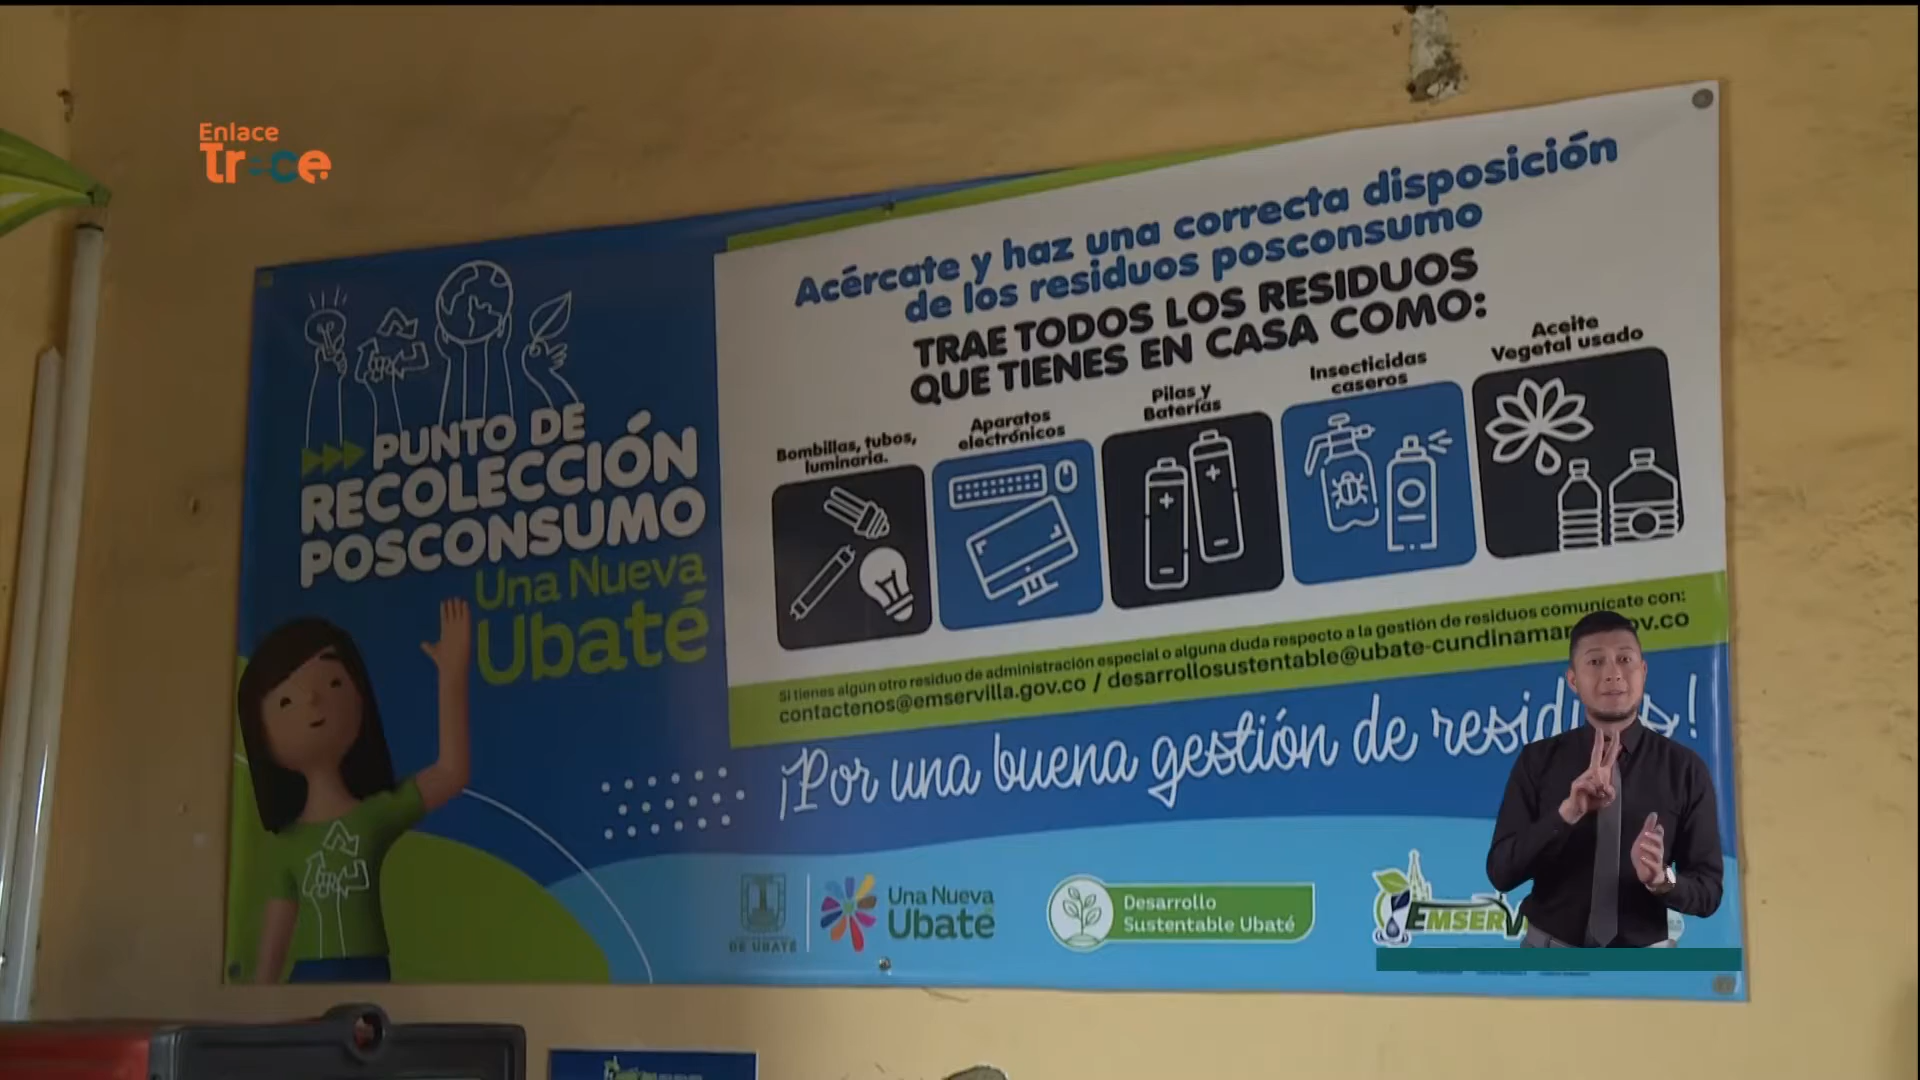 Enlace
Trece.
PUNTO DE
RECOLECCIÓN
POSCONSUMO
Una Nueva
Ubaté
Acércate y haz una correcta disposición
de los residuos posconsumo
TRAE TODOS LOS RESIDUOS
QUE TIENES EN CASA COMO:
Bombillas, tubos,
luminaria.
Aparatos
electrónicos
Pilas y
Baterías
Insecticidas
caseros
Aceite
Vegetal usado
Si tienes algún otro residuo de administración especial o alguna duda respecto a la gestión de residuos comunícate con:
contactenos@emservilla.gov.co / desarrollosustentable@ubate-cundinamar
¡Por una buena gestión de
DE UBATÉ
Una Nueva
Ubaté
Desarrollo
Sustentable Ubaté